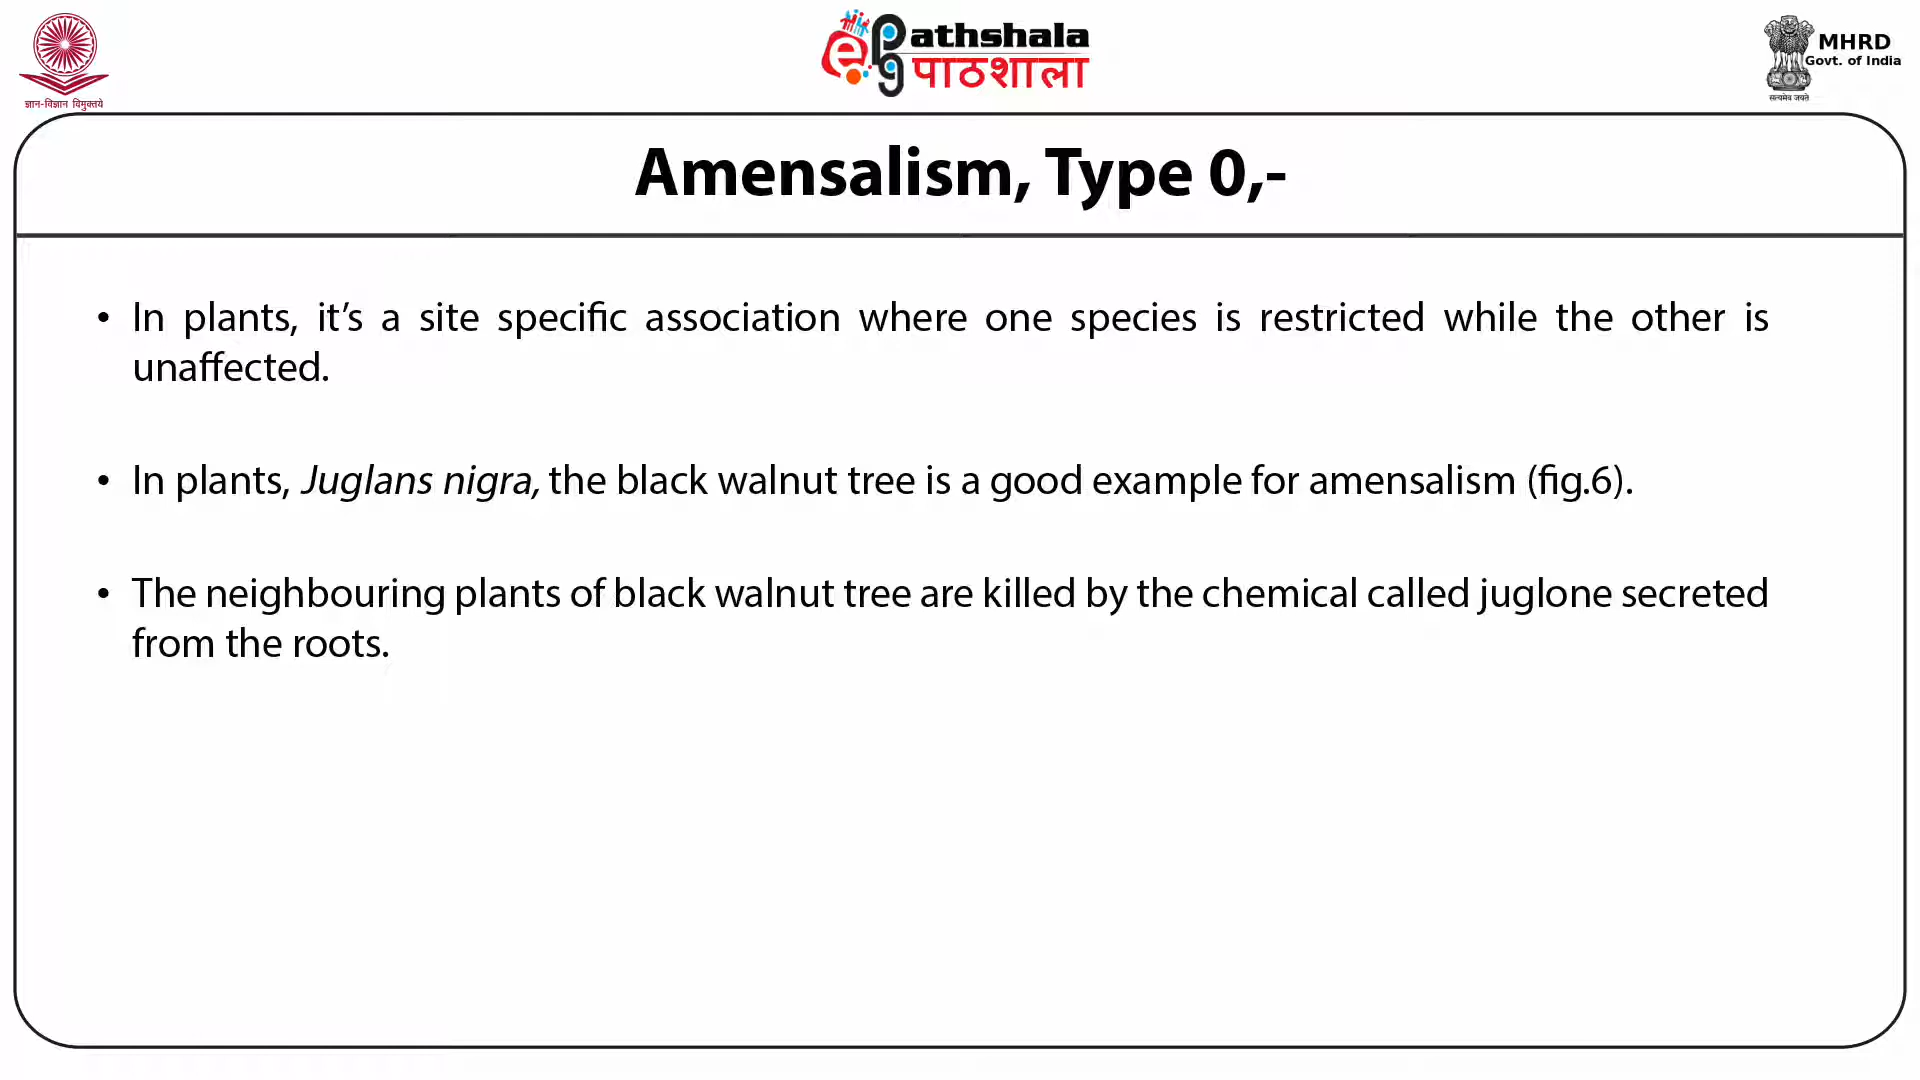 ज्ञान-विज्ञान विमुक्तये
ePathshala
पाठशाला
MHRD
Govt. of India
सत्यमेव जयते
Amensalism, Type 0,-
• In plants, it’s a site specific association where one species is restricted while the other is
unaffected.
• In plants, Juglans nigra, the black walnut tree is a good example for amensalism (fig.6).
• The neighbouring plants of black walnut tree are killed by the chemical called juglone secreted
from the roots.